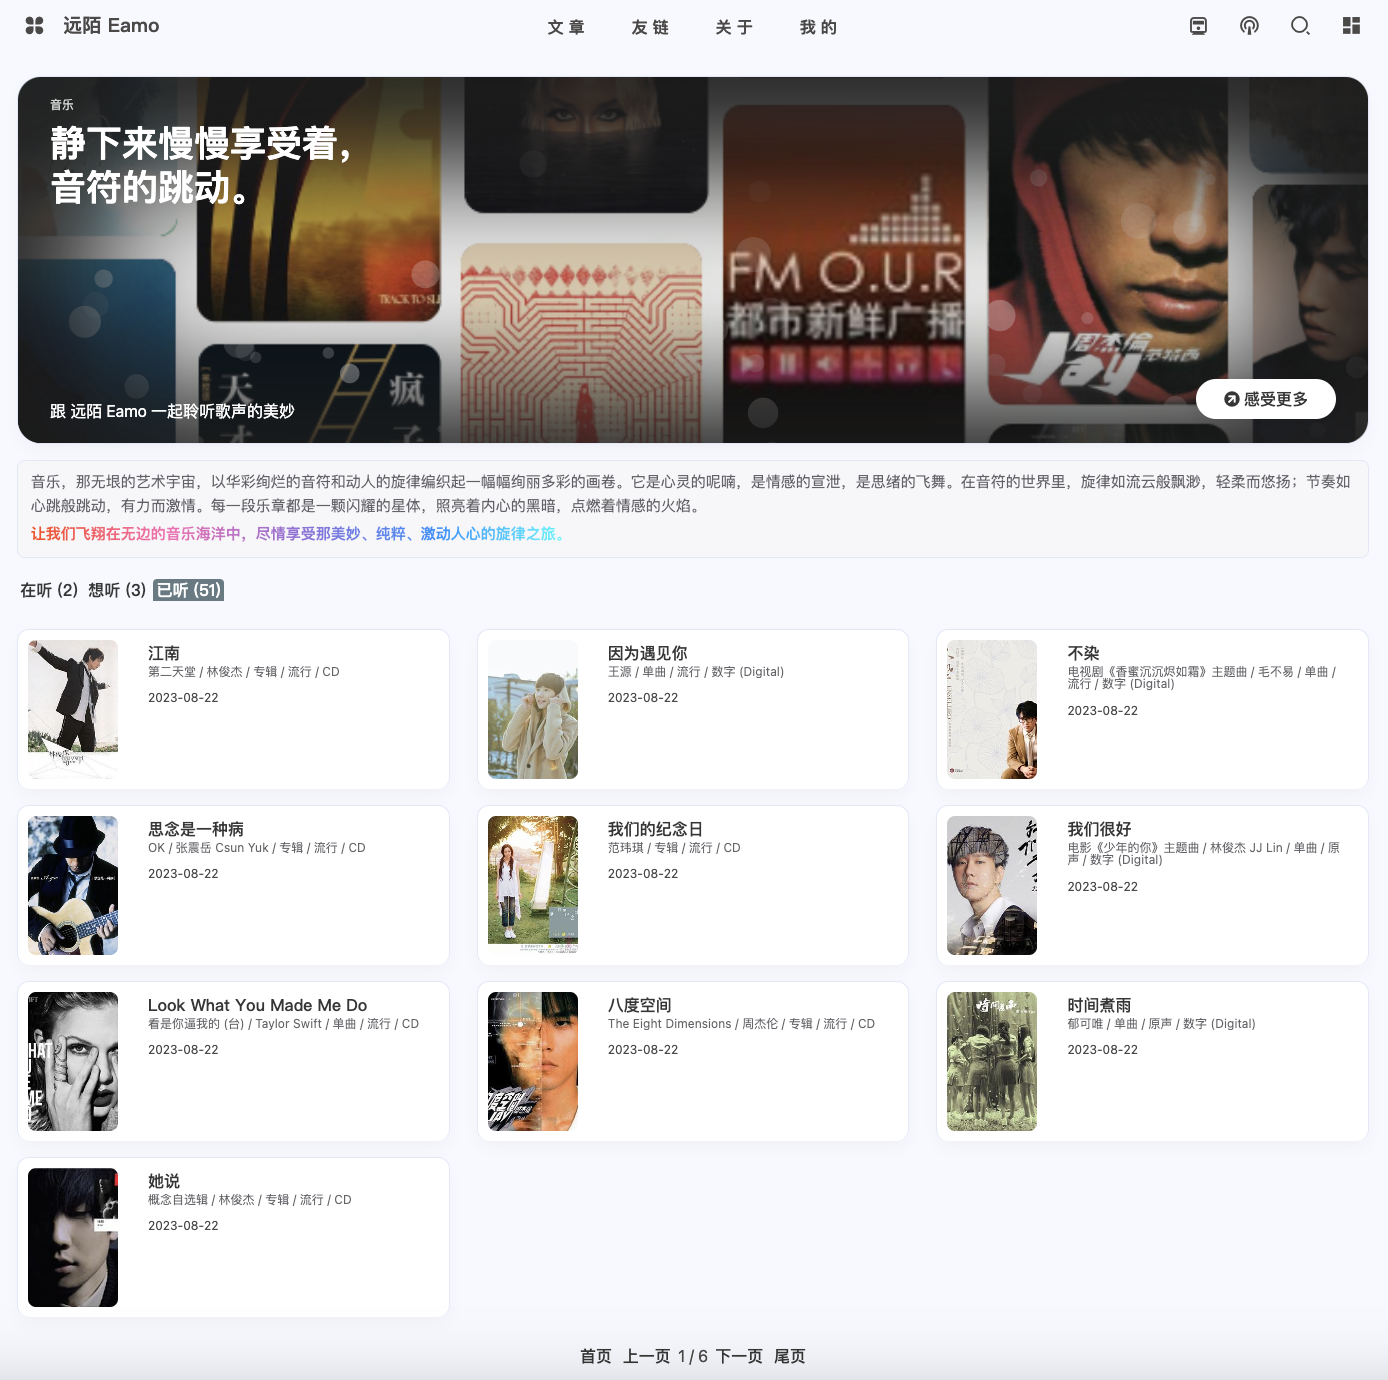 远陌 Eamo
文章 友链 关于 我的
音乐
静下来慢慢享受着，
音符的跳动。
TRACK TO SL
FM O.U.R
都市新鲜广播
周杰倫
范特西
Jay
天才
疯子
跟 远陌 Eamo 一起聆听歌声的美妙
感受更多
音乐，那无垠的艺术宇宙，以华彩绚烂的音符和动人的旋律编织起一幅幅绚丽多彩的画卷。它是心灵的呢喃，是情感的宣泄，是思绪的飞舞。在音符的世界里，旋律如流云般飘渺，轻柔而悠扬；节奏如
心跳般跳动，有力而激情。每一段乐章都是一颗闪耀的星体，照亮着内心的黑暗，点燃着情感的火焰。
让我们飞翔在无边的音乐海洋中，尽情享受那美妙、纯粹、激动人心的旋律之旅。
在听 (2) 想听 (3) 已听 (51)
江南
第二天堂 / 林俊杰 / 专辑 / 流行 / CD
2023-08-22
因为遇见你
王源 / 单曲 / 流行 / 数字 (Digital)
2023-08-22
不染
电视剧《香蜜沉沉烬如霜》主题曲 / 毛不易 / 单曲 /
流行 / 数字 (Digital)
2023-08-22
思念是一种病
OK / 张震岳 Csun Yuk / 专辑 / 流行 / CD
2023-08-22
我们的纪念日
范玮琪 / 专辑 / 流行 / CD
2023-08-22
我们很好
电影《少年的你》主题曲 / 林俊杰 JJ Lin / 单曲 / 原
声 / 数字 (Digital)
2023-08-22
Look What You Made Me Do
看是你逼我的 (台) / Taylor Swift / 单曲 / 流行 / CD
2023-08-22
八度空间
The Eight Dimensions / 周杰伦 / 专辑 / 流行 / CD
2023-08-22
时间煮雨
郁可唯 / 单曲 / 原声 / 数字 (Digital)
2023-08-22
她说
概念自选辑 / 林俊杰 / 专辑 / 流行 / CD
2023-08-22
首页 上一页 1 / 6 下一页 尾页